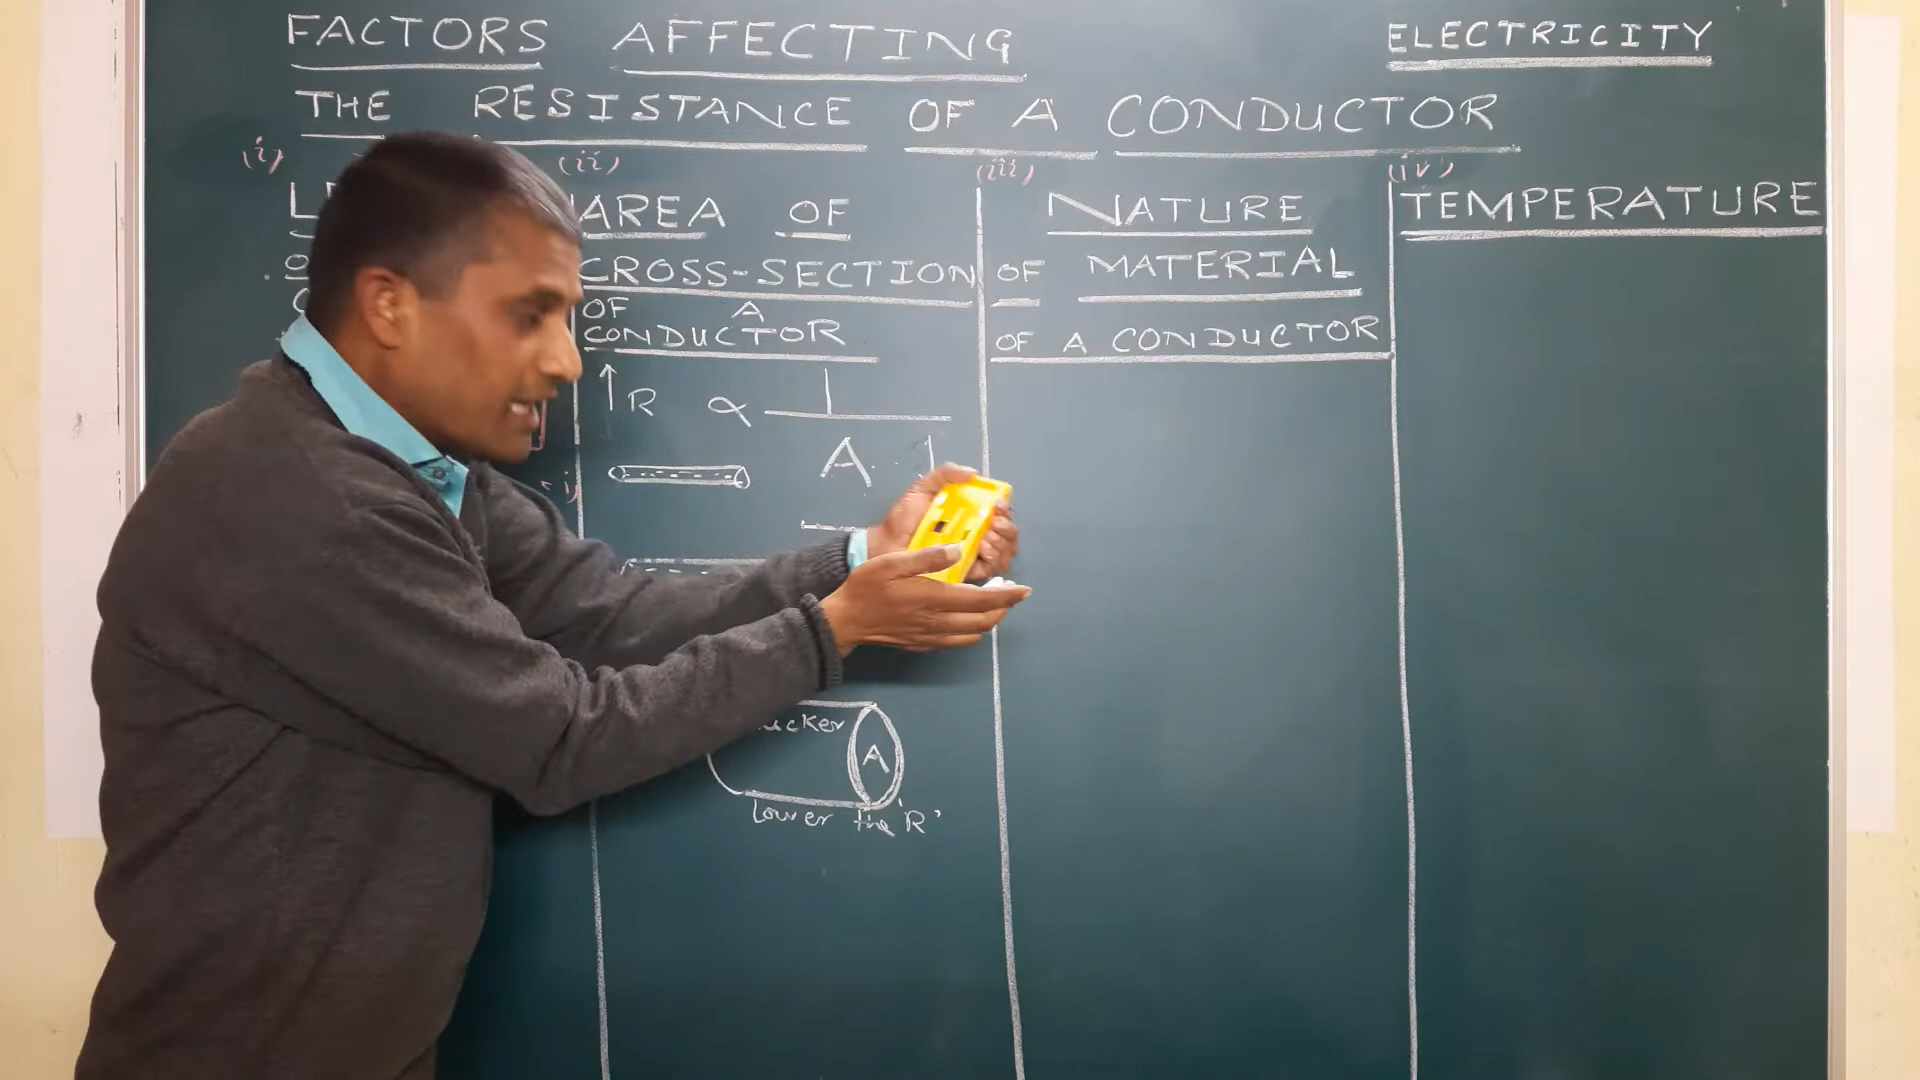 FACTORS AFFECTING
ELECTRICITY
THE RESISTANCE OF A CONDUCTOR
(i)
(ii)
(iii)
(iv)
AREA OF
CROSS-SECTION
OF A
CONDUCTOR
↑R ∝ 1
A
A
lower the 'R'
NATURE
OF MATERIAL
OF A CONDUCTOR
TEMPERATURE